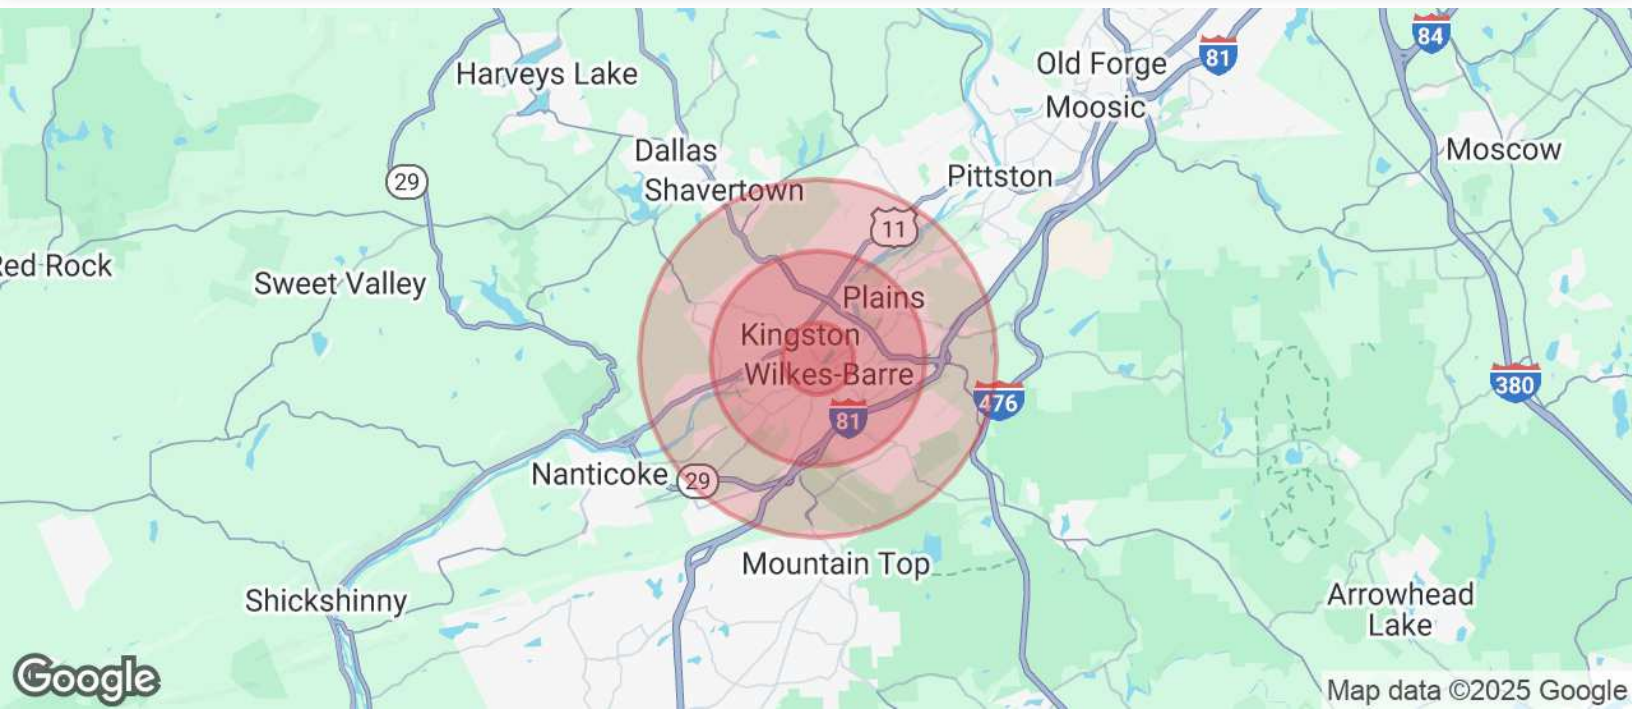 84
81
Old Forge
Harveys Lake
Moosic
Dallas
Moscow
Pittston
29
Shavertown
11
Red Rock
Sweet Valley
Plains
Kingston
Wilkes-Barre
380
476
81
Nanticoke
29
Mountain Top
Shickshinny
Arrowhead
Lake
Google
Map data ©2025 Google